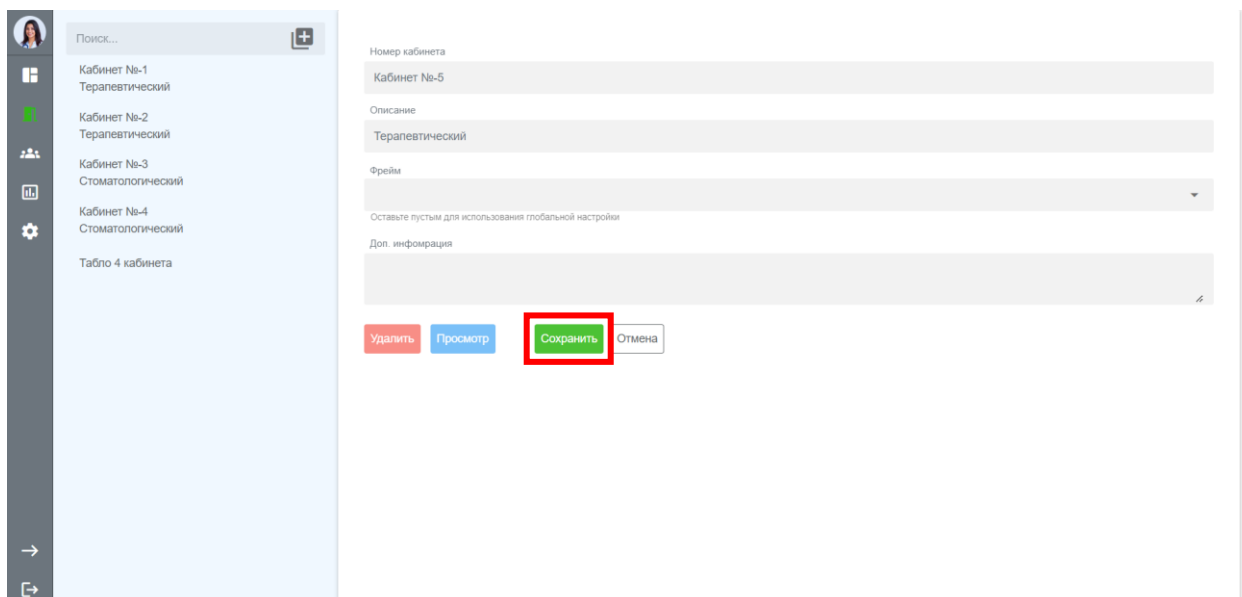 Поиск...
Кабинет №-1
Терапевтический
Кабинет №-2
Терапевтический
Кабинет №-3
Стоматологический
Кабинет №-4
Стоматологический
Табло 4 кабинета
Номер кабинета
Кабинет №-5
Описание
Терапевтический
Фрейм
Оставьте пустым для использования глобальной настройки
Доп. инфомрация
Удалить Просмотр Сохранить Отмена